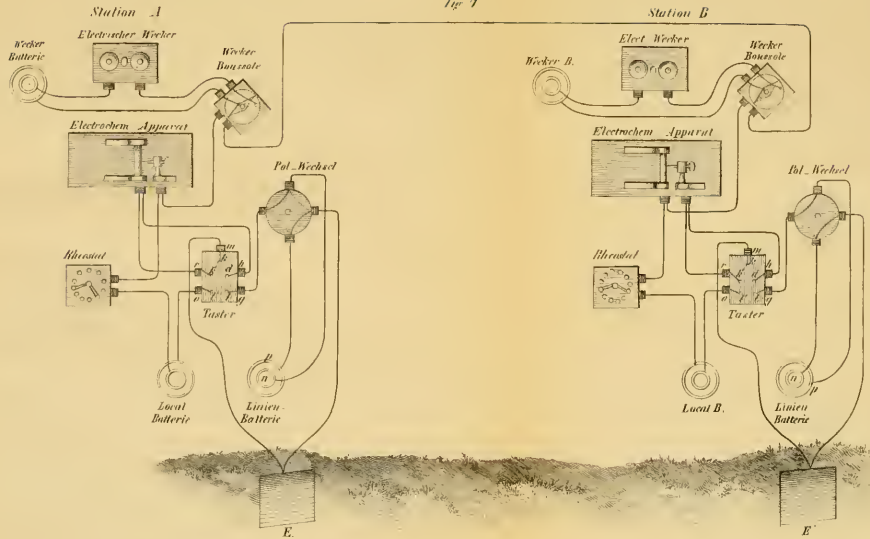 Fig. 1
Station A
Station B
Wecker
Batterie
Electrischer Wecker
Wecker
Boussole
Electrochem Apparat
Pol-Wechsel
Rheostat
m
k
r
f
d
h
o
g
Taster
p
n
Local
Batterie
Linien-
Batterie
E.
Wecker B.
Elect Wecker
Wecker
Boussole
Electrochem Apparat
Pol-Wechsel
Rheostat
m
k
r
f
d
h
o
g
Taster
n
p
Local B.
Linien
Batterie
E'